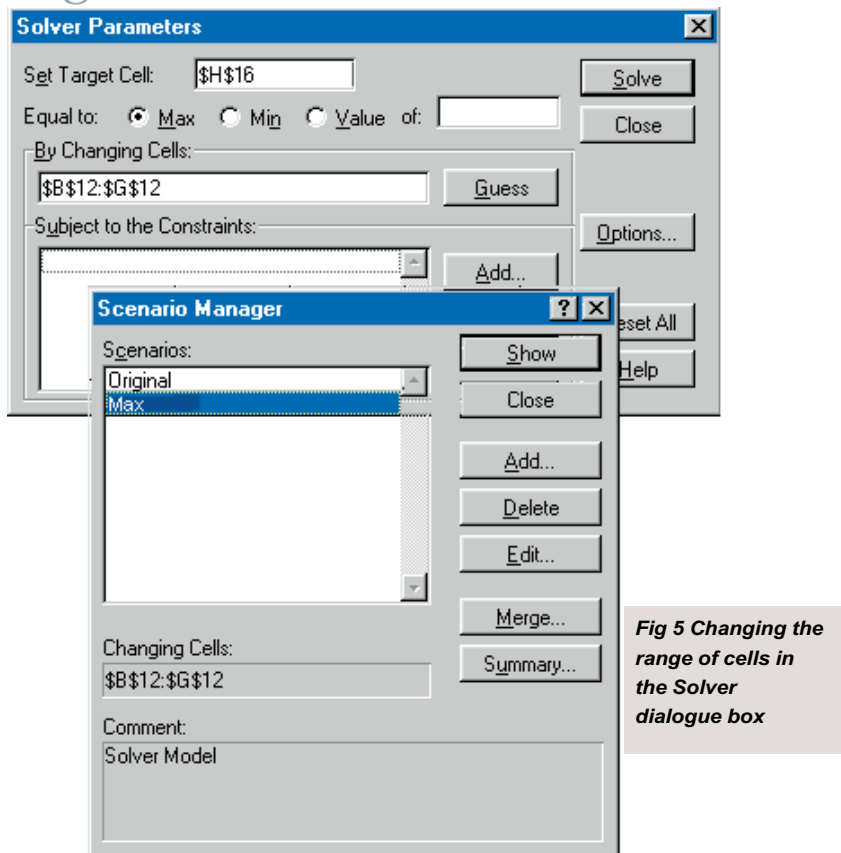 Solver Parameters
Set Target Cell: $H$16
Solve
Equal to: Max Min Value of:
Close
By Changing Cells:
$B$12:$G$12
Guess
Subject to the Constraints:
Options...
Add...
eset All
Help
Scenario Manager
Scenarios:
Show
Original
Max
Close
Add...
Delete
Edit...
Merge...
Changing Cells:
Summary...
$B$12:$G$12
Comment:
Solver Model
Fig 5 Changing the
range of cells in
the Solver
dialogue box